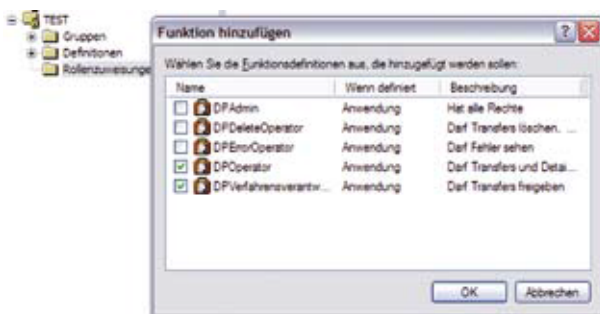 TEST
Gruppen
Definitionen
Rollenzuweisunge
Funktion hinzufügen
Wählen Sie die Funktionsdefinitionen aus, die hinzugefügt werden sollen:
Name Wenn definiert Beschreibung
DPAdmin Anwendung Hat alle Rechte
DPDeleteOperator Anwendung Darf Transfers löschen. ...
DPErrorOperator Anwendung Darf Fehler sehen
DPOperator Anwendung Darf Transfers und Detai...
DPVerfahrensverantw... Anwendung Darf Transfers freigeben
OK Abbrechen